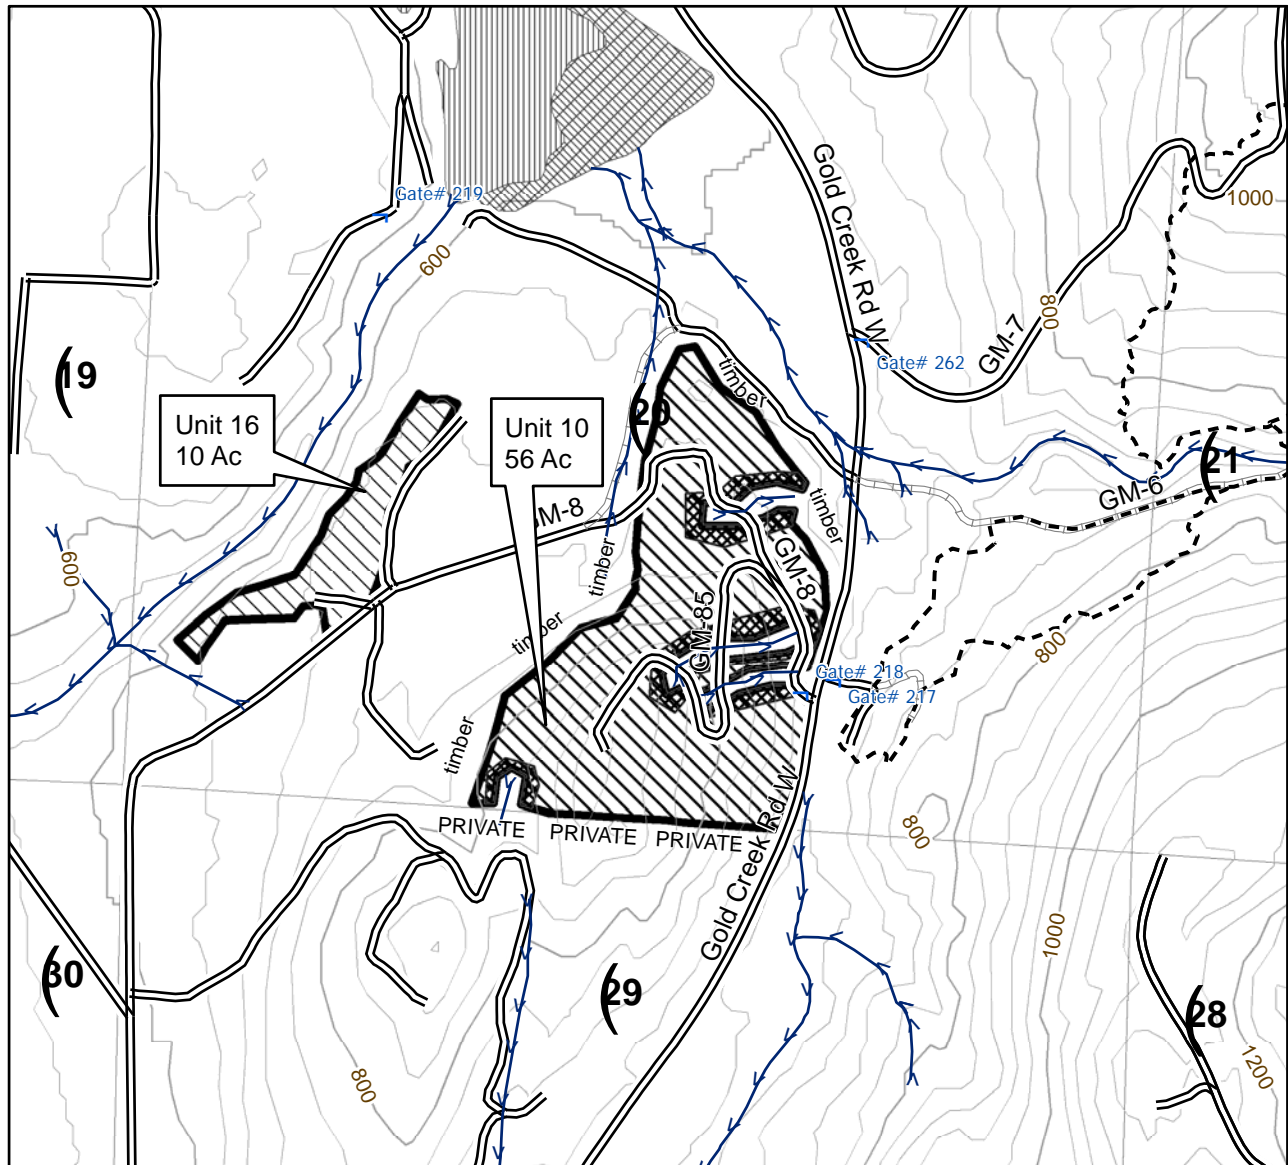 Gate# 219
Gold Creek Rd W
1000
600
800
GM-7
Gate# 262
19
timber
20
Unit 16
10 Ac
Unit 10
56 Ac
21
GM-6
GM-8
timber
600
timber
GM-8
GM-85
timber
800
Gate# 218
Gate# 217
timber
PRIVATE PRIVATE PRIVATE
Gold Creek Rd W
800
1000
30
29
28
800
1200